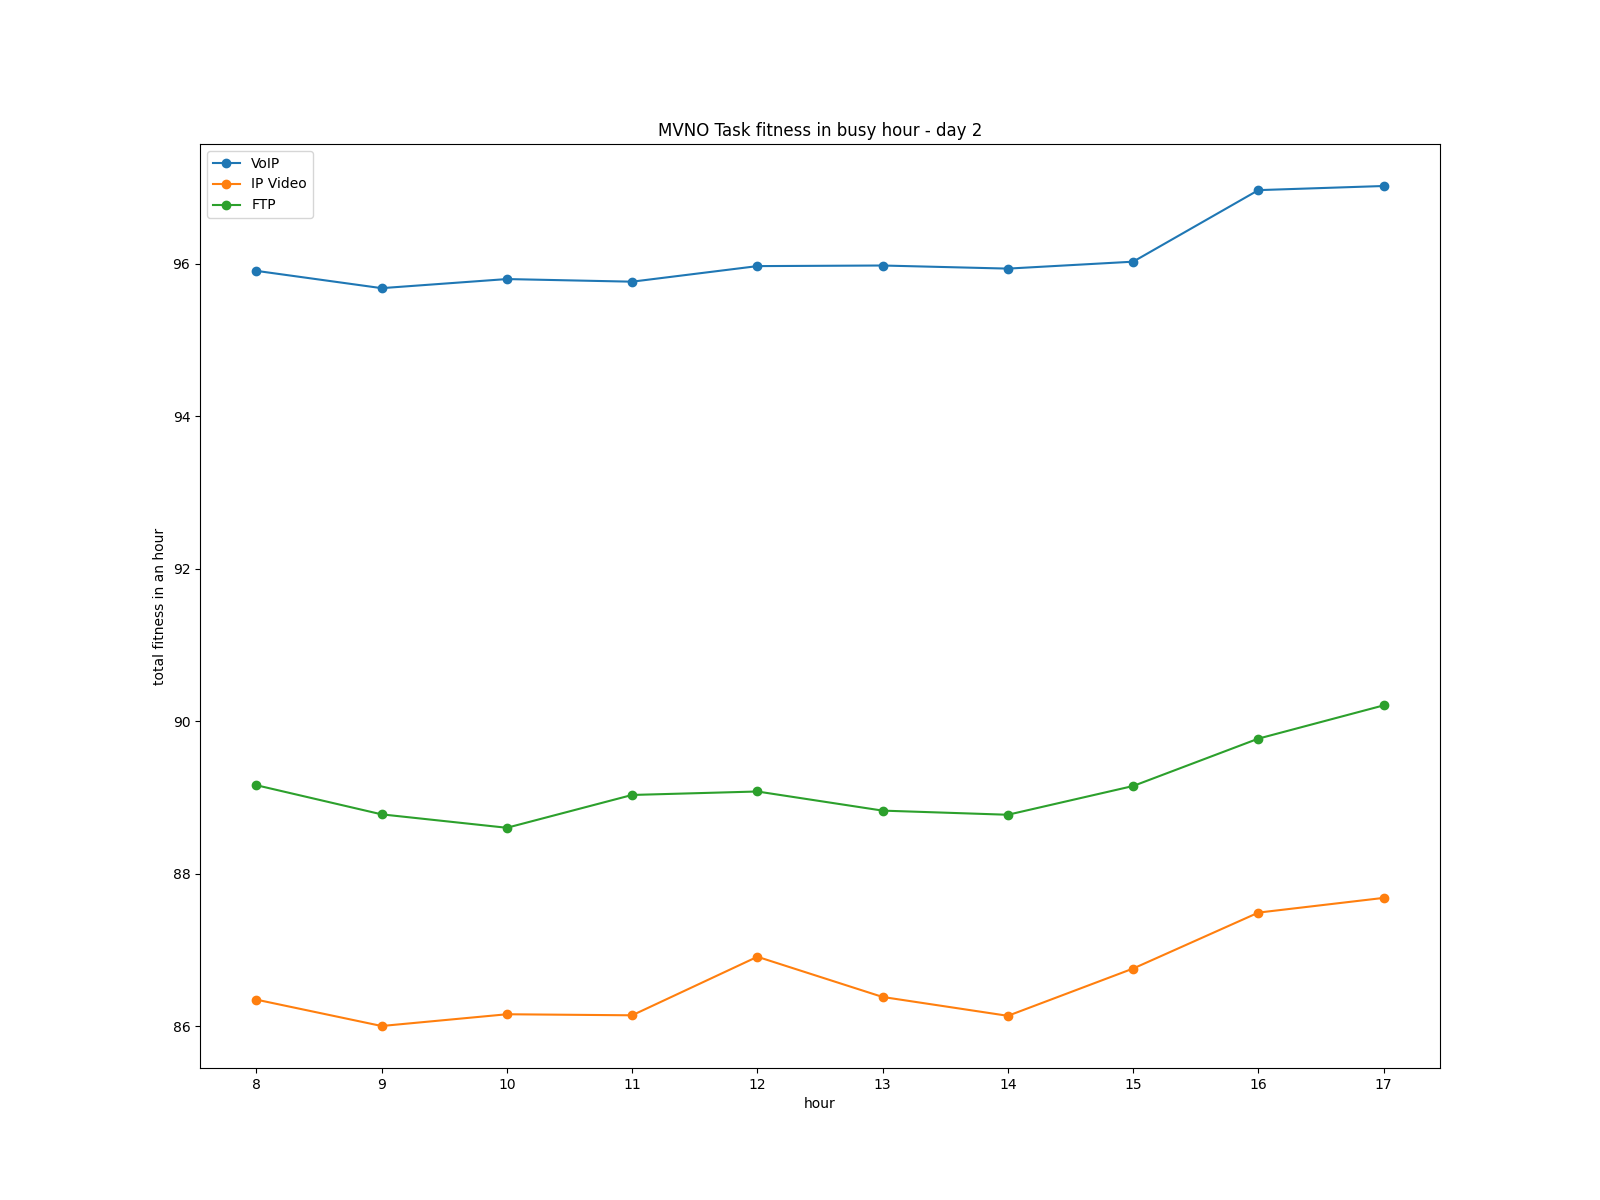 MVNO Task fitness in busy hour - day 2
VoIP
IP Video
FTP
96
94
92
90
88
86
total fitness in an hour
8 9 10 11 12 13 14 15 16 17
hour